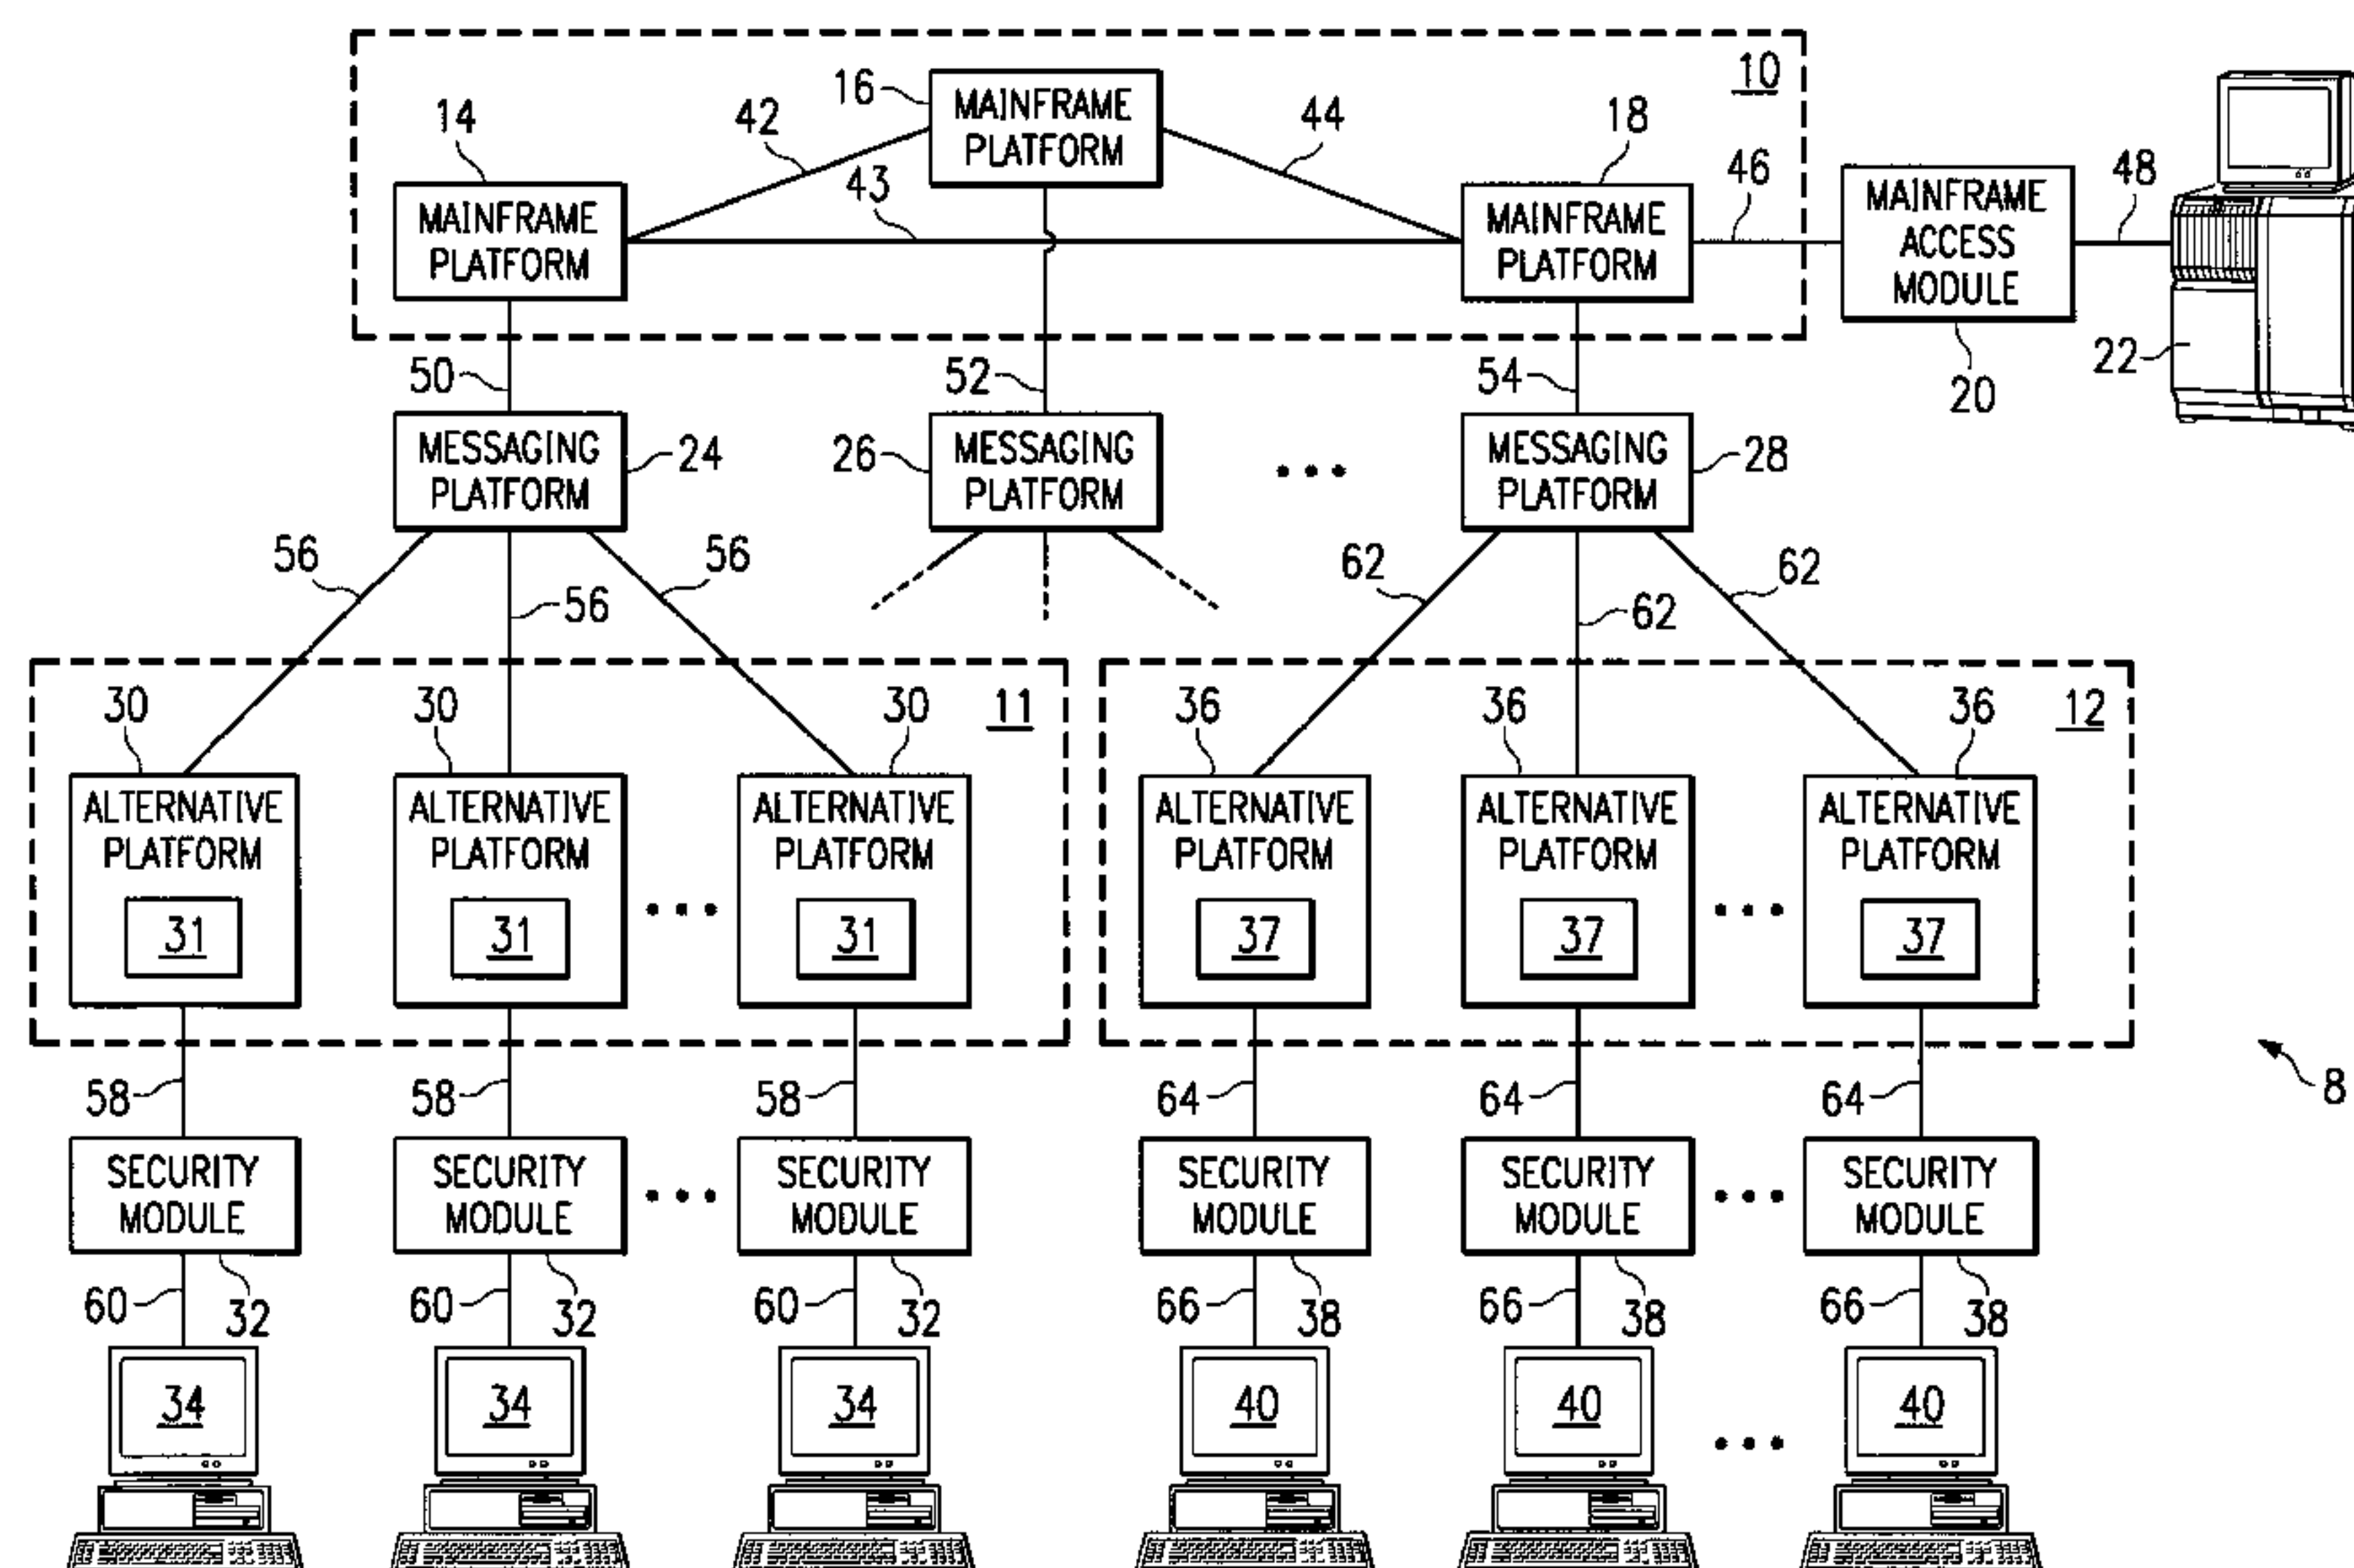 10
16
MAINFRAME
PLATFORM
14
42
44
18
43
46
48
MAINFRAME
PLATFORM
MAINFRAME
PLATFORM
MAINFRAME
ACCESS
MODULE
22
20
50
52
54
MESSAGING
PLATFORM
24
26
MESSAGING
PLATFORM
MESSAGING
PLATFORM
28
56
56
56
62
62
62
30
30
30
11
36
36
36
12
ALTERNATIVE
PLATFORM
31
ALTERNATIVE
PLATFORM
31
ALTERNATIVE
PLATFORM
31
ALTERNATIVE
PLATFORM
37
ALTERNATIVE
PLATFORM
37
ALTERNATIVE
PLATFORM
37
8
58
58
58
64
64
64
SECURITY
MODULE
SECURITY
MODULE
SECURITY
MODULE
SECURITY
MODULE
SECURITY
MODULE
SECURITY
MODULE
60
32
60
32
60
32
66
38
66
38
66
38
34
34
34
40
40
40